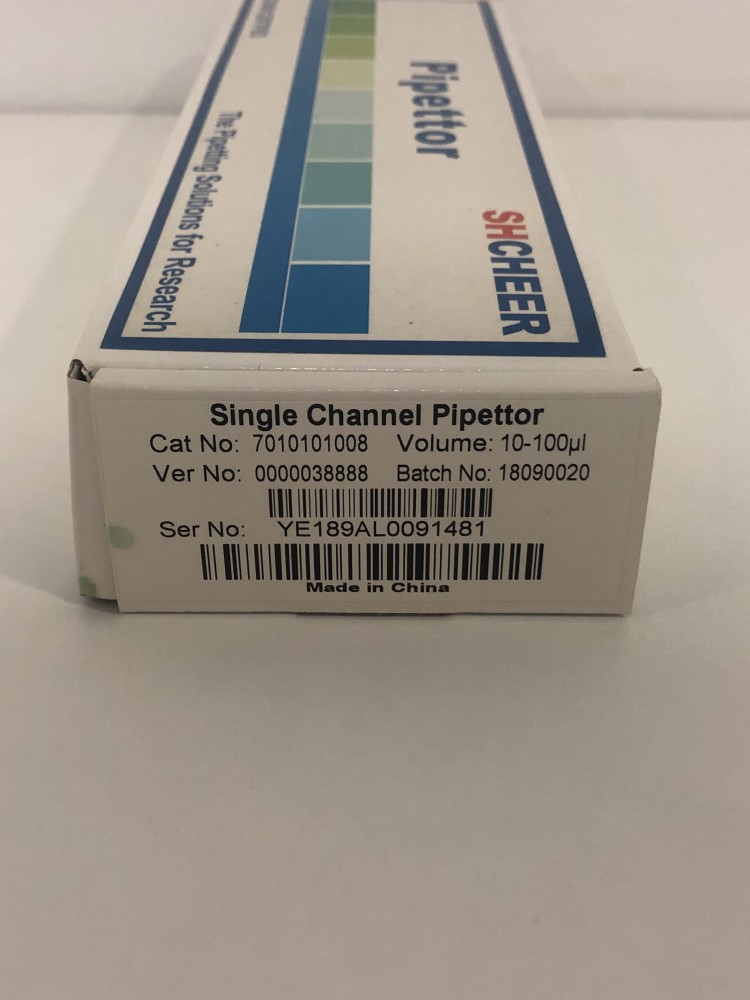 Pipettor
SHCHEER
The Pipetting Solutions for Research
Single Channel Pipettor
Cat No: 7010101008 Volume: 10-100µl
Ver No: 0000038888 Batch No: 18090020
Ser No: YE189AL0091481
Made in China